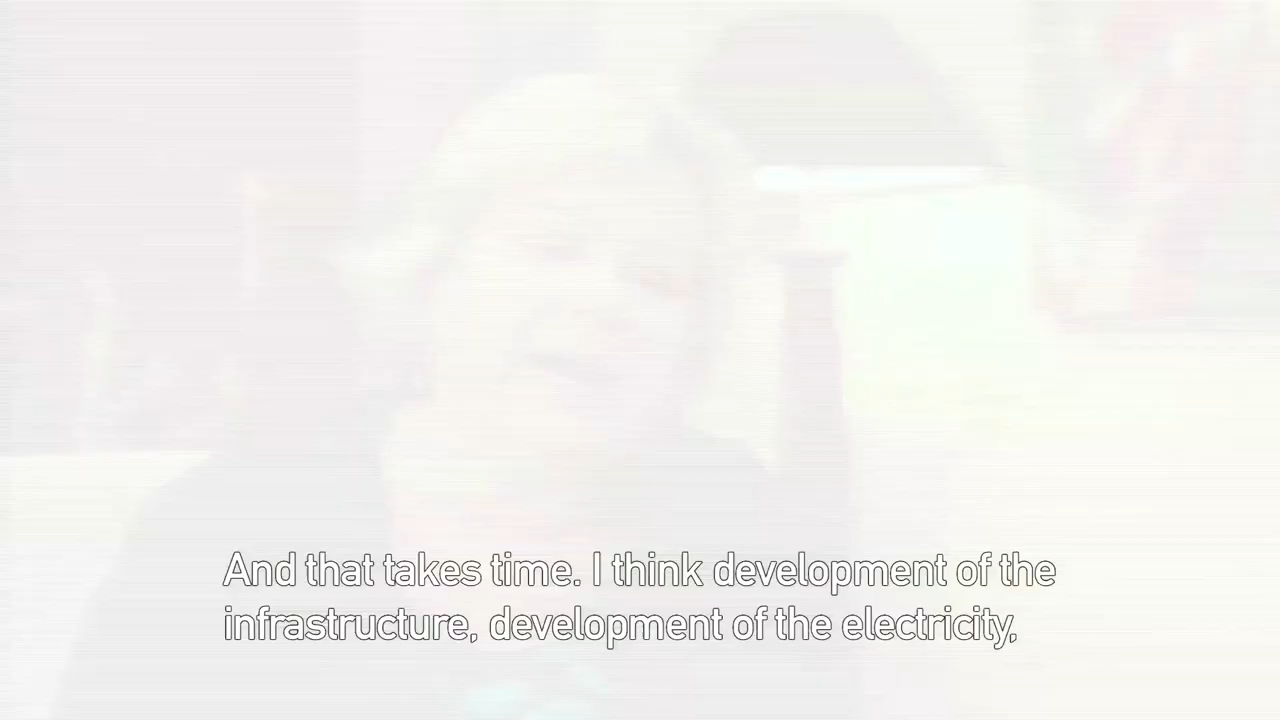 And that takes time. I think development of the
infrastructure, development of the electricity,